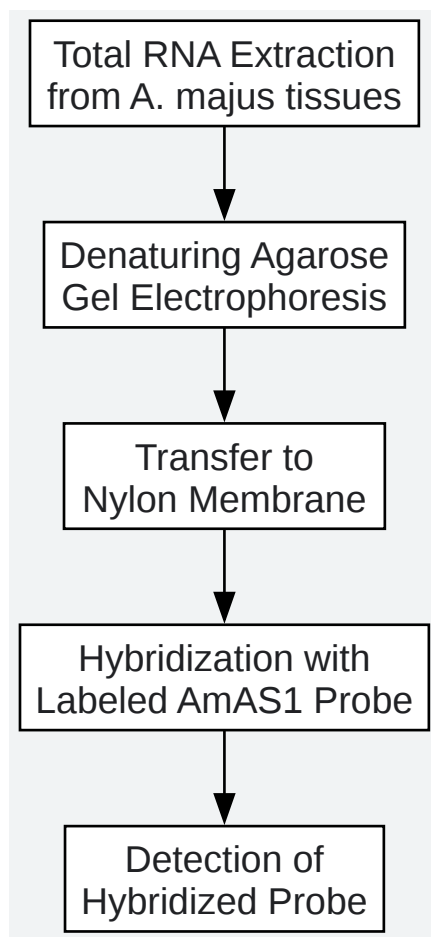 Total RNA Extraction
from A. majus tissues
Denaturing Agarose
Gel Electrophoresis
Transfer to
Nylon Membrane
Hybridization with
Labeled AmAS1 Probe
Detection of
Hybridized Probe